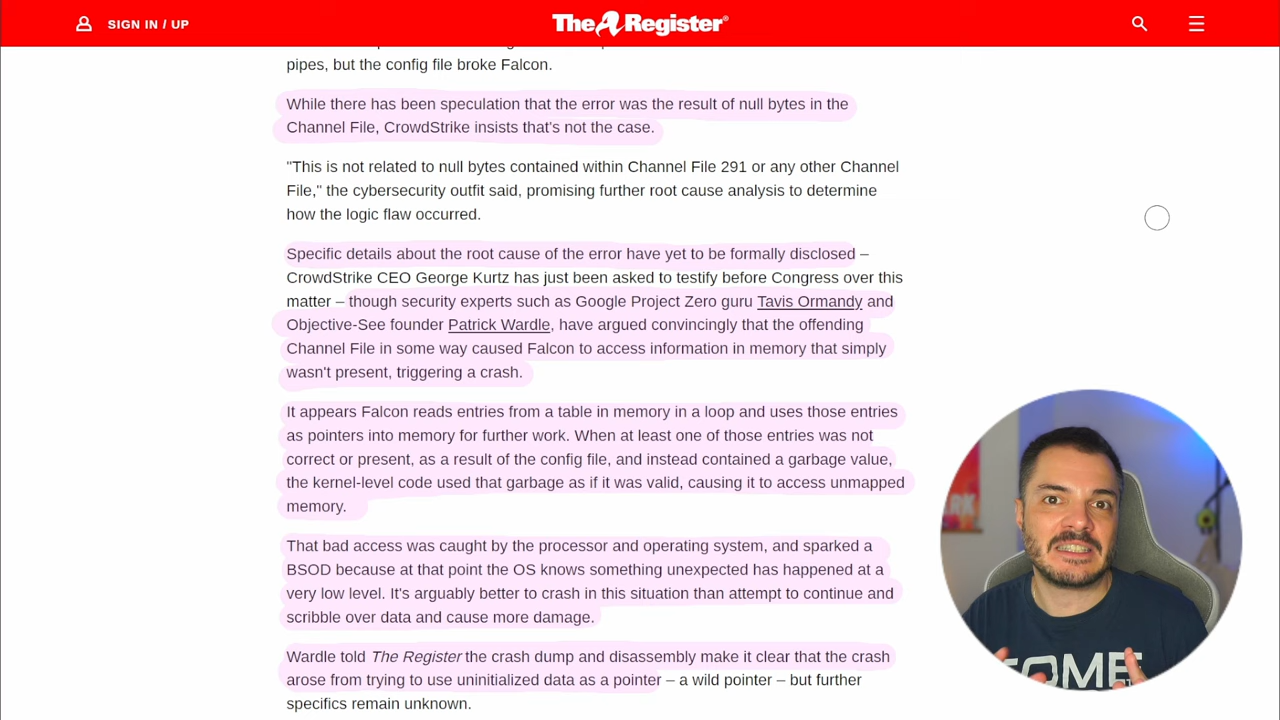 SIGN IN / UP
The Register®
pipes, but the config file broke Falcon.
While there has been speculation that the error was the result of null bytes in the
Channel File, CrowdStrike insists that's not the case.
"This is not related to null bytes contained within Channel File 291 or any other Channel
File," the cybersecurity outfit said, promising further root cause analysis to determine
how the logic flaw occurred.
Specific details about the root cause of the error have yet to be formally disclosed –
CrowdStrike CEO George Kurtz has just been asked to testify before Congress over this
matter – though security experts such as Google Project Zero guru Tavis Ormandy and
Objective-See founder Patrick Wardle, have argued convincingly that the offending
Channel File in some way caused Falcon to access information in memory that simply
wasn't present, triggering a crash.
It appears Falcon reads entries from a table in memory in a loop and uses those entries
as pointers into memory for further work. When at least one of those entries was not
correct or present, as a result of the config file, and instead contained a garbage value,
the kernel-level code used that garbage as if it was valid, causing it to access unmapped
memory.
That bad access was caught by the processor and operating system, and sparked a
BSOD because at that point the OS knows something unexpected has happened at a
very low level. It's arguably better to crash in this situation than attempt to continue and
scribble over data and cause more damage.
Wardle told The Register the crash dump and disassembly make it clear that the crash
arose from trying to use uninitialized data as a pointer – a wild pointer – but further
specifics remain unknown.